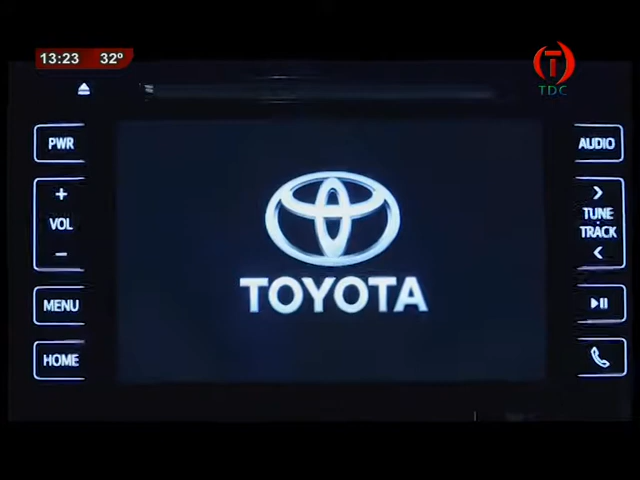 13:23 32º
T
TDC
PWR
AUDIO
+
VOL
−
>
TUNE
·
TRACK
<
TOYOTA
MENU
HOME